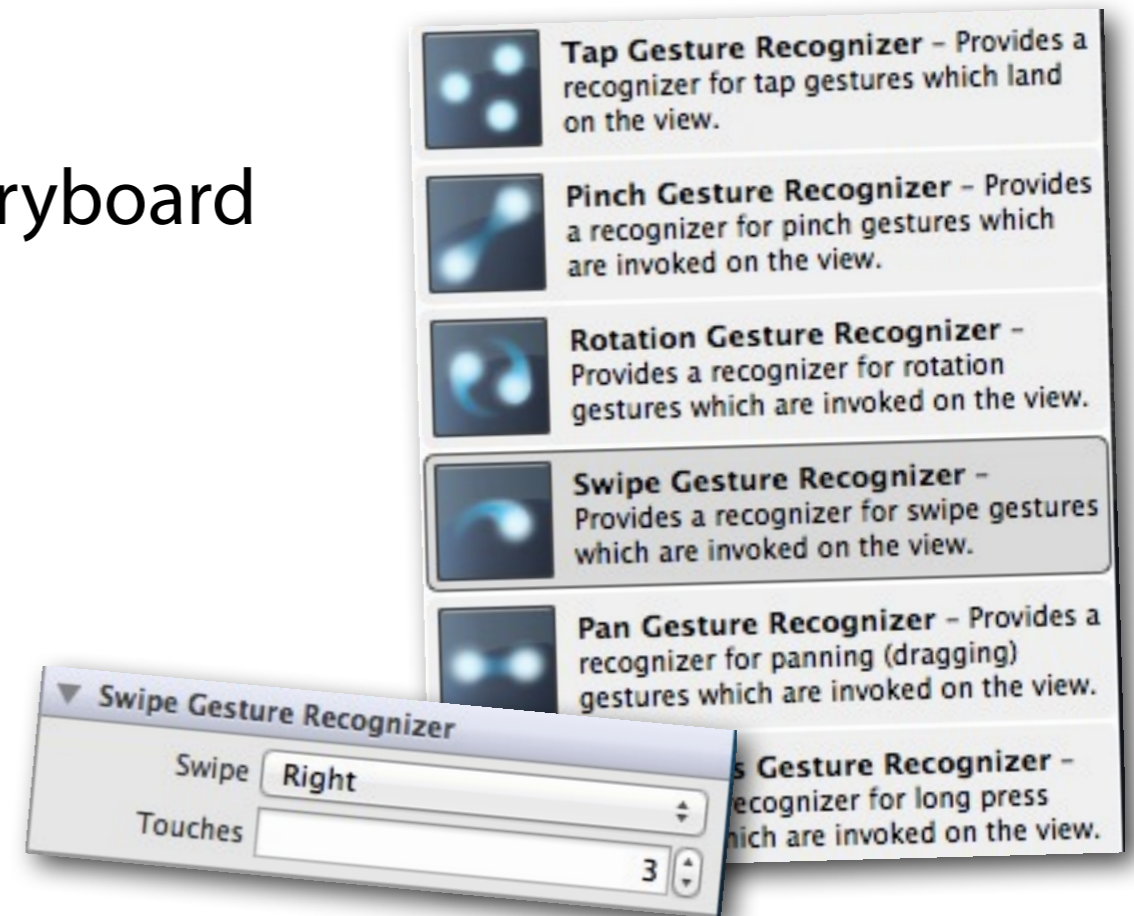 ryboard
Tap Gesture Recognizer – Provides a
recognizer for tap gestures which land
on the view.
Pinch Gesture Recognizer – Provides
a recognizer for pinch gestures which
are invoked on the view.
Rotation Gesture Recognizer –
Provides a recognizer for rotation
gestures which are invoked on the view.
Swipe Gesture Recognizer –
Provides a recognizer for swipe gestures
which are invoked on the view.
Pan Gesture Recognizer – Provides a
recognizer for panning (dragging)
gestures which are invoked on the view.
s Gesture Recognizer –
ecognizer for long press
hich are invoked on the view.
Swipe Gesture Recognizer
Swipe Right
Touches 3